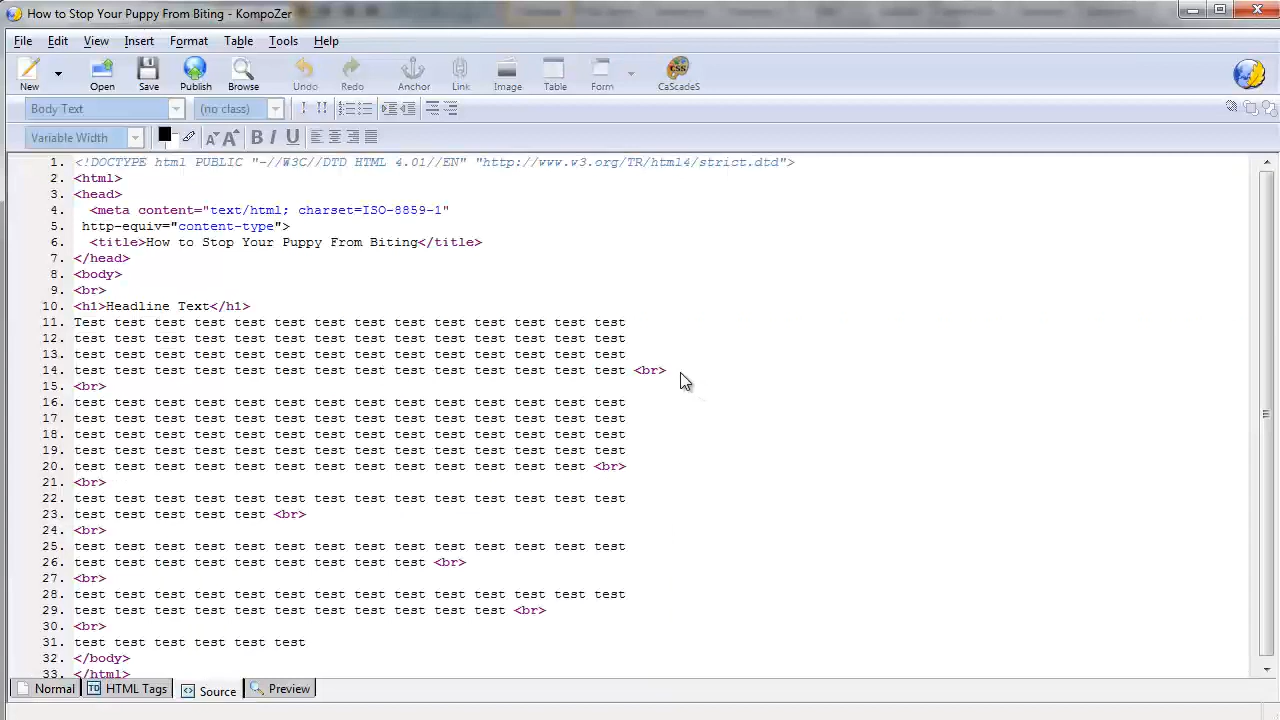 How to Stop Your Puppy From Biting - KompoZer
File Edit View Insert Format Table Tools Help
New Open Save Publish Browse Undo Redo Anchor Link Image Table Form CaScadeS
Body Text (no class)
Variable Width B I U
1. <!DOCTYPE html PUBLIC "-//W3C//DTD HTML 4.01//EN" "http://www.w3.org/TR/html4/strict.dtd">
2. <html>
3. <head>
4. <meta content="text/html; charset=ISO-8859-1"
5. http-equiv="content-type">
6. <title>How to Stop Your Puppy From Biting</title>
7. </head>
8. <body>
9. <br>
10. <h1>Headline Text</h1>
11. Test test test test test test test test test test test test test test
12. test test test test test test test test test test test test test test
13. test test test test test test test test test test test test test test
14. test test test test test test test test test test test test test test <br>
15. <br>
16. test test test test test test test test test test test test test test
17. test test test test test test test test test test test test test test
18. test test test test test test test test test test test test test test
19. test test test test test test test test test test test test test test
20. test test test test test test test test test test test test test <br>
21. <br>
22. test test test test test test test test test test test test test test
23. test test test test test <br>
24. <br>
25. test test test test test test test test test test test test test test
26. test test test test test test test test test <br>
27. <br>
28. test test test test test test test test test test test test test test
29. test test test test test test test test test test test <br>
30. <br>
31. test test test test test test
32. </body>
33. </html>
Normal HTML Tags Source Preview